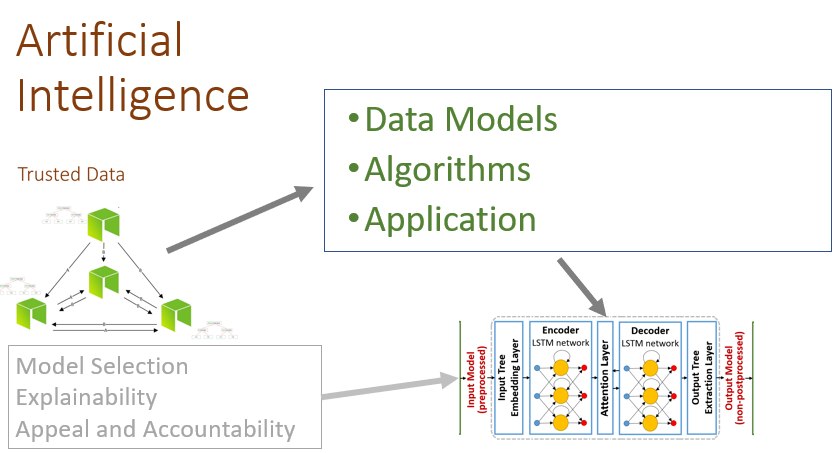 Artificial
Intelligence
Trusted Data
•Data Models
•Algorithms
•Application
Model Selection
Explainability
Appeal and Accountability
Input Model
(preprocessed)
Input Tree
Embedding Layer
Encoder
LSTM network
Attention Layer
Decoder
LSTM network
Output Tree
Extraction Layer
Output Model
(non-postprocessed)